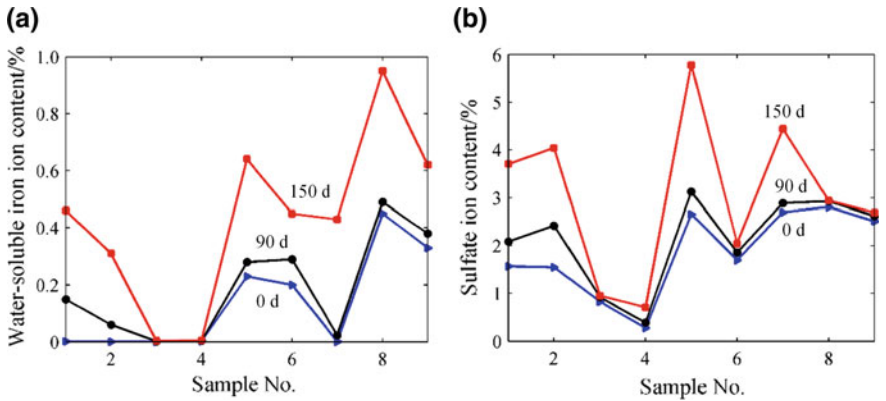 (a)
Water-soluble iron ion content/%
1.0
0.8
0.6
0.4
0.2
0
2
4
6
8
Sample No.
150 d
90 d
0 d
(b)
Sulfate ion content/%
6
5
4
3
2
1
0
2
4
6
8
Sample No.
150 d
90 d
0 d